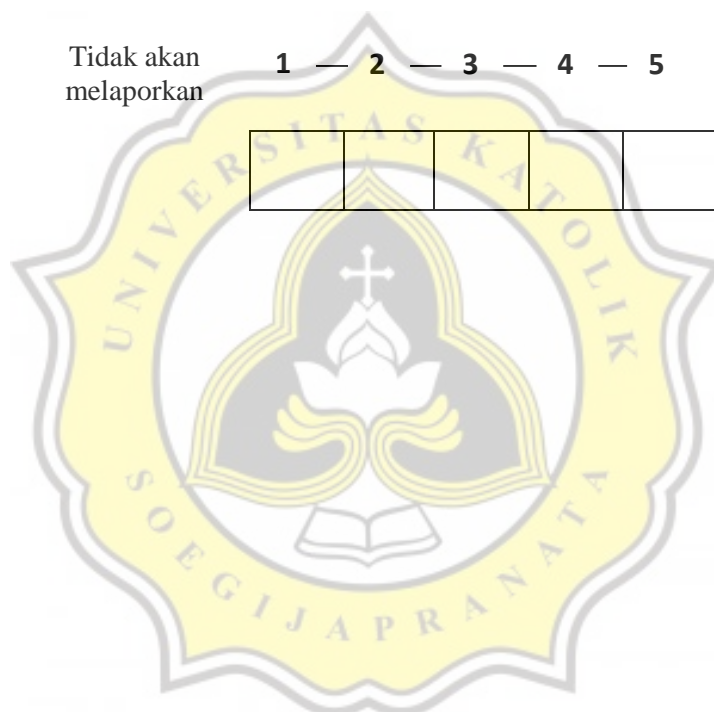 Tidak akan
melaporkan
1 — 2 — 3 — 4 — 5
UNIVERSITAS KATOLIK
SOEGIJAPRANATA